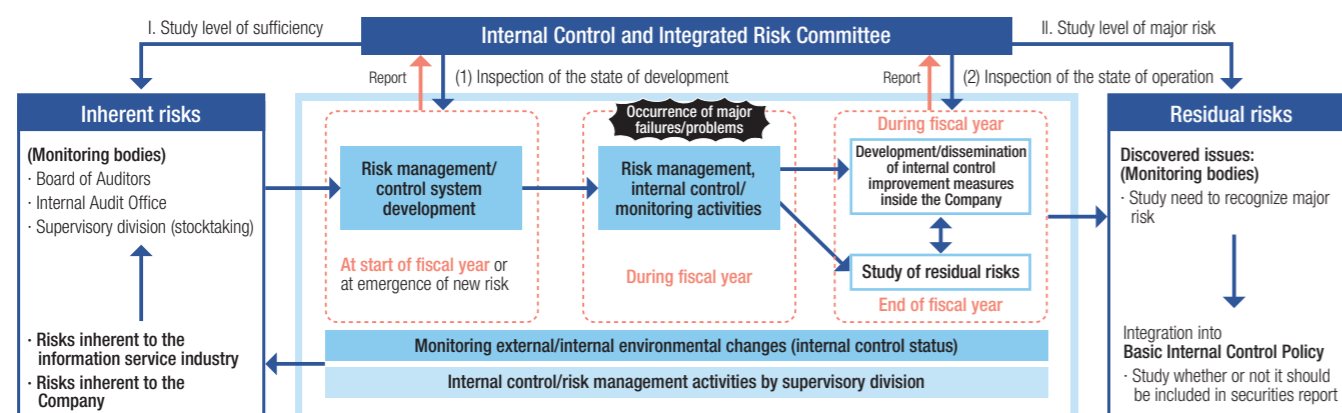 I. Study level of sufficiency
Internal Control and Integrated Risk Committee
II. Study level of major risk
Report
(1) Inspection of the state of development
Report
(2) Inspection of the state of operation
Inherent risks
(Monitoring bodies)
· Board of Auditors
· Internal Audit Office
· Supervisory division (stocktaking)
· Risks inherent to the
information service industry
· Risks inherent to the
Company
Risk management/
control system
development
At start of fiscal year or
at emergence of new risk
Occurrence of major
failures/problems
Risk management,
internal control/
monitoring activities
During fiscal year
During fiscal year
Development/dissemination
of internal control
improvement measures
inside the Company
Study of residual risks
End of fiscal year
Monitoring external/internal environmental changes (internal control status)
Internal control/risk management activities by supervisory division
Residual risks
Discovered issues:
(Monitoring bodies)
· Study need to recognize major
risk
Integration into
Basic Internal Control Policy
· Study whether or not it should
be included in securities report